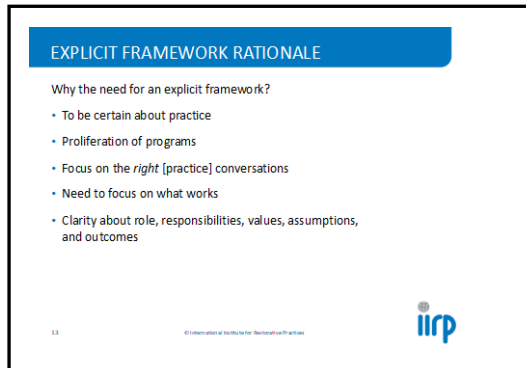 EXPLICIT FRAMEWORK RATIONALE
Why the need for an explicit framework?
• To be certain about practice
• Proliferation of programs
• Focus on the right [practice] conversations
• Need to focus on what works
• Clarity about role, responsibilities, values, assumptions,
and outcomes
13
© International Institute for Restorative Practices
iirp